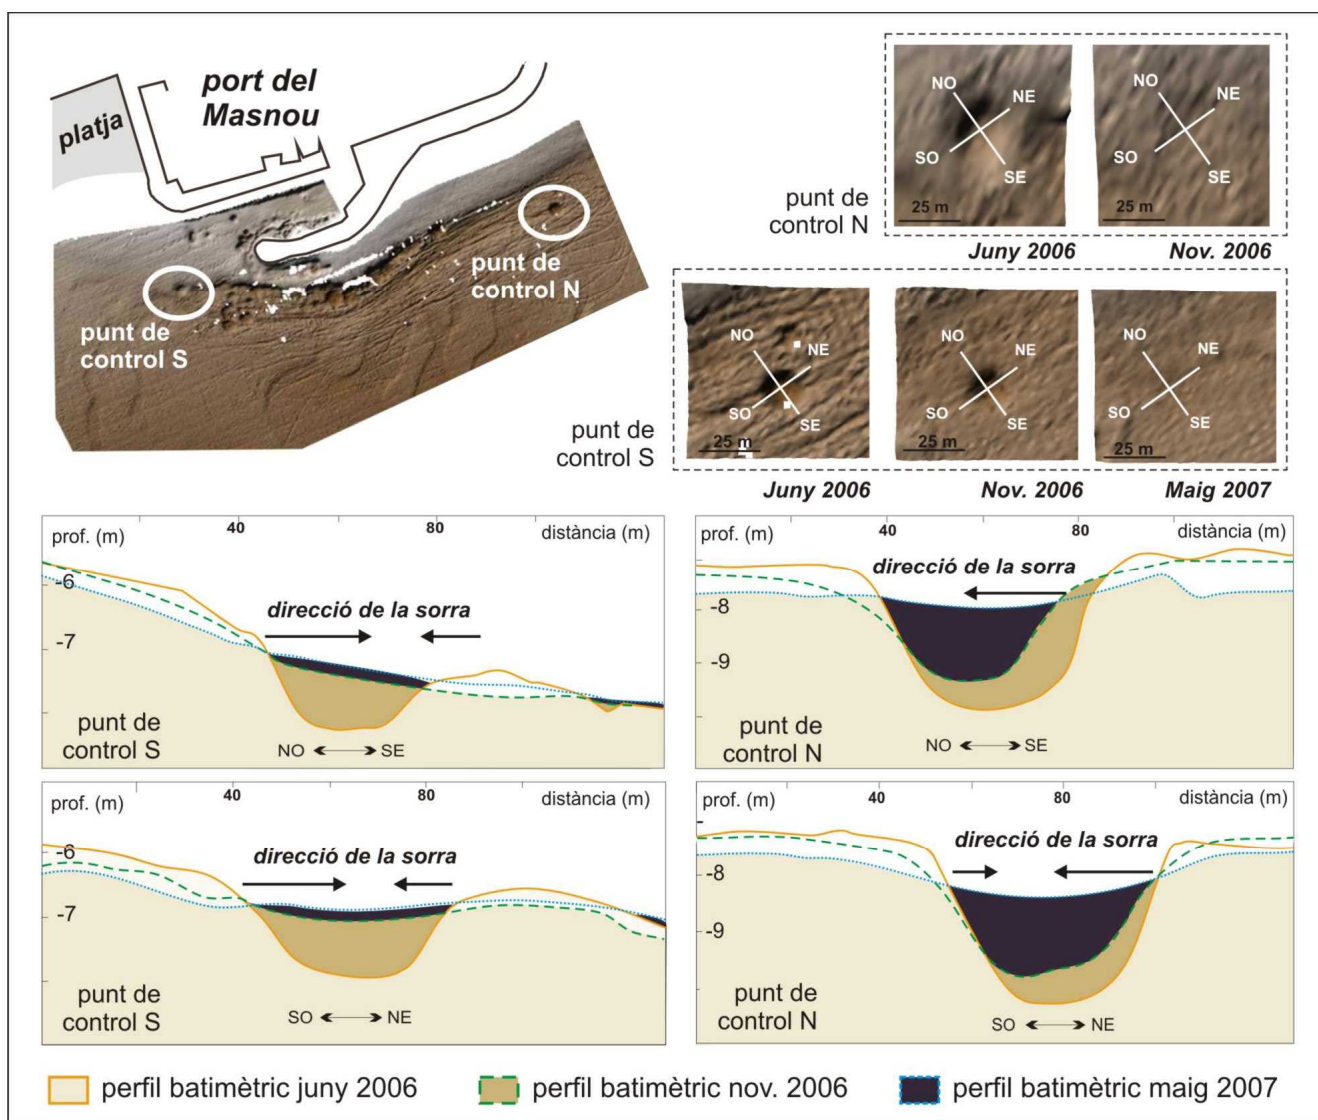 port del
Masnou
platja
punt de
control N
punt de
control S
NO
NE
SO
SE
25 m
NO
NE
SO
SE
25 m
punt de
control N
Juny 2006
Nov. 2006
NO
NE
SO
SE
25 m
NO
NE
SO
SE
25 m
NO
NE
SO
SE
25 m
punt de
control S
Juny 2006
Nov. 2006
Maig 2007
prof. (m)
40
80
distància (m)
-6
direcció de la sorra
-7
punt de
control S
NO
SE
prof. (m)
40
80
distància (m)
direcció de la sorra
-8
-9
punt de
control N
NO
SE
prof. (m)
40
80
distància (m)
-6
direcció de la sorra
-7
punt de
control S
SO
NE
prof. (m)
40
80
distància (m)
-
direcció de la sorra
-8
-9
punt de
control N
SO
NE
perfil batimètric juny 2006
perfil batimètric nov. 2006
perfil batimètric maig 2007